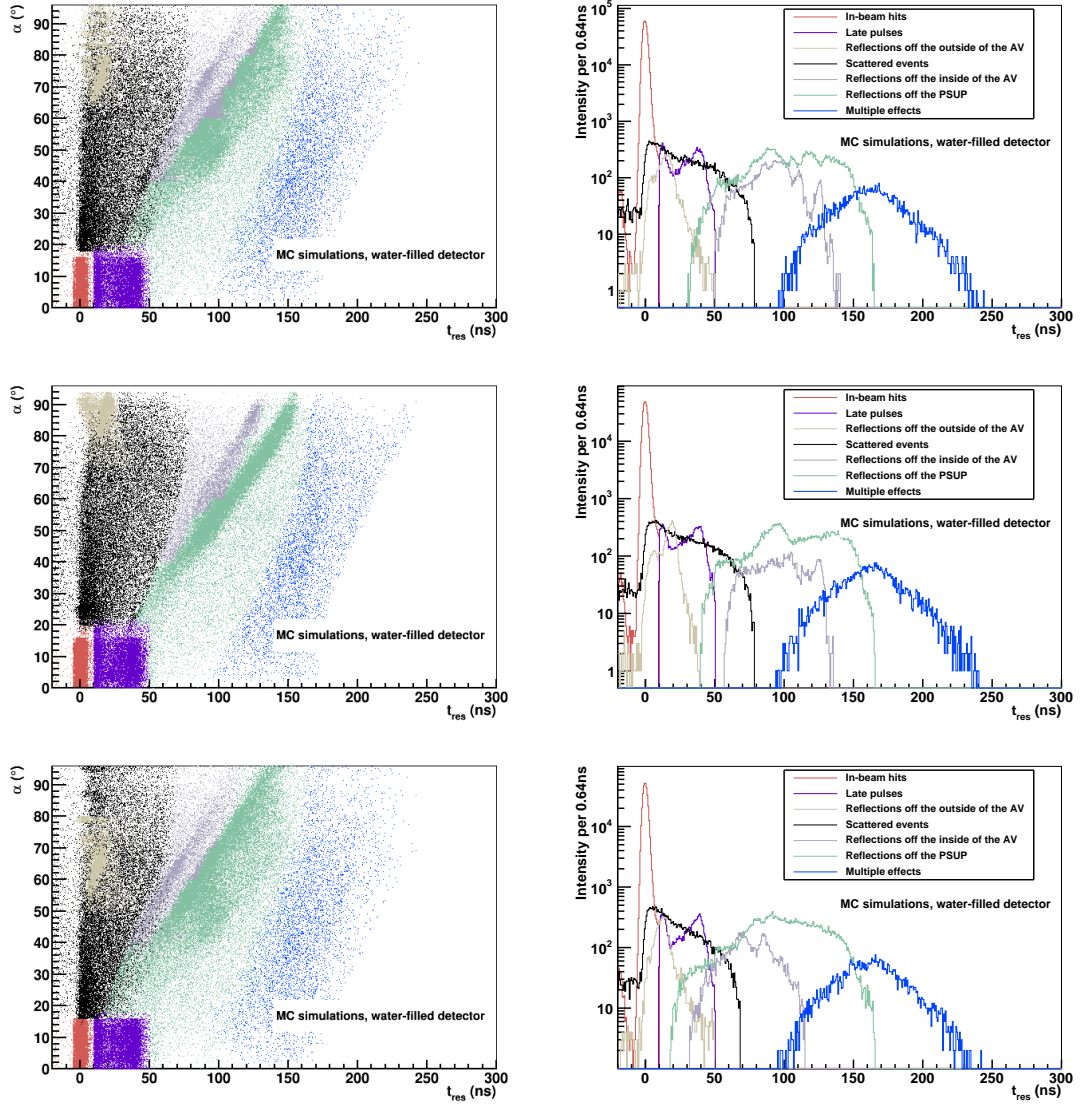 α (°)
90
80
70
60
50
40
30
20
10
0
MC simulations, water-filled detector
0 50 100 150 200 250 300
t_res (ns)
Intensity per 0.64ns
10^5
10^4
10^3
10^2
10
1
In-beam hits
Late pulses
Reflections off the outside of the AV
Scattered events
Reflections off the inside of the AV
Reflections off the PSUP
Multiple effects
MC simulations, water-filled detector
0 50 100 150 200 250 300
t_res (ns)
α (°)
90
80
70
60
50
40
30
20
10
0
MC simulations, water-filled detector
0 50 100 150 200 250 300
t_res (ns)
Intensity per 0.64ns
10^4
10^3
10^2
10
1
In-beam hits
Late pulses
Reflections off the outside of the AV
Scattered events
Reflections off the inside of the AV
Reflections off the PSUP
Multiple effects
MC simulations, water-filled detector
0 50 100 150 200 250 300
t_res (ns)
α (°)
90
80
70
60
50
40
30
20
10
0
MC simulations, water-filled detector
0 50 100 150 200 250 300
t_res (ns)
Intensity per 0.64ns
10^4
10^3
10^2
10
1
In-beam hits
Late pulses
Reflections off the outside of the AV
Scattered events
Reflections off the inside of the AV
Reflections off the PSUP
Multiple effects
MC simulations, water-filled detector
0 50 100 150 200 250 300
t_res (ns)